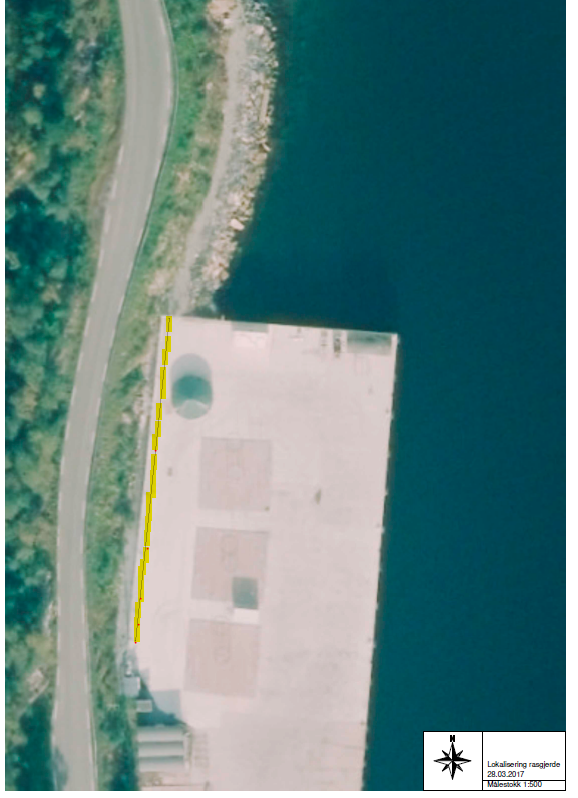 N
Lokalisering rasgjerde
28.03.2017
Målestokk 1:500